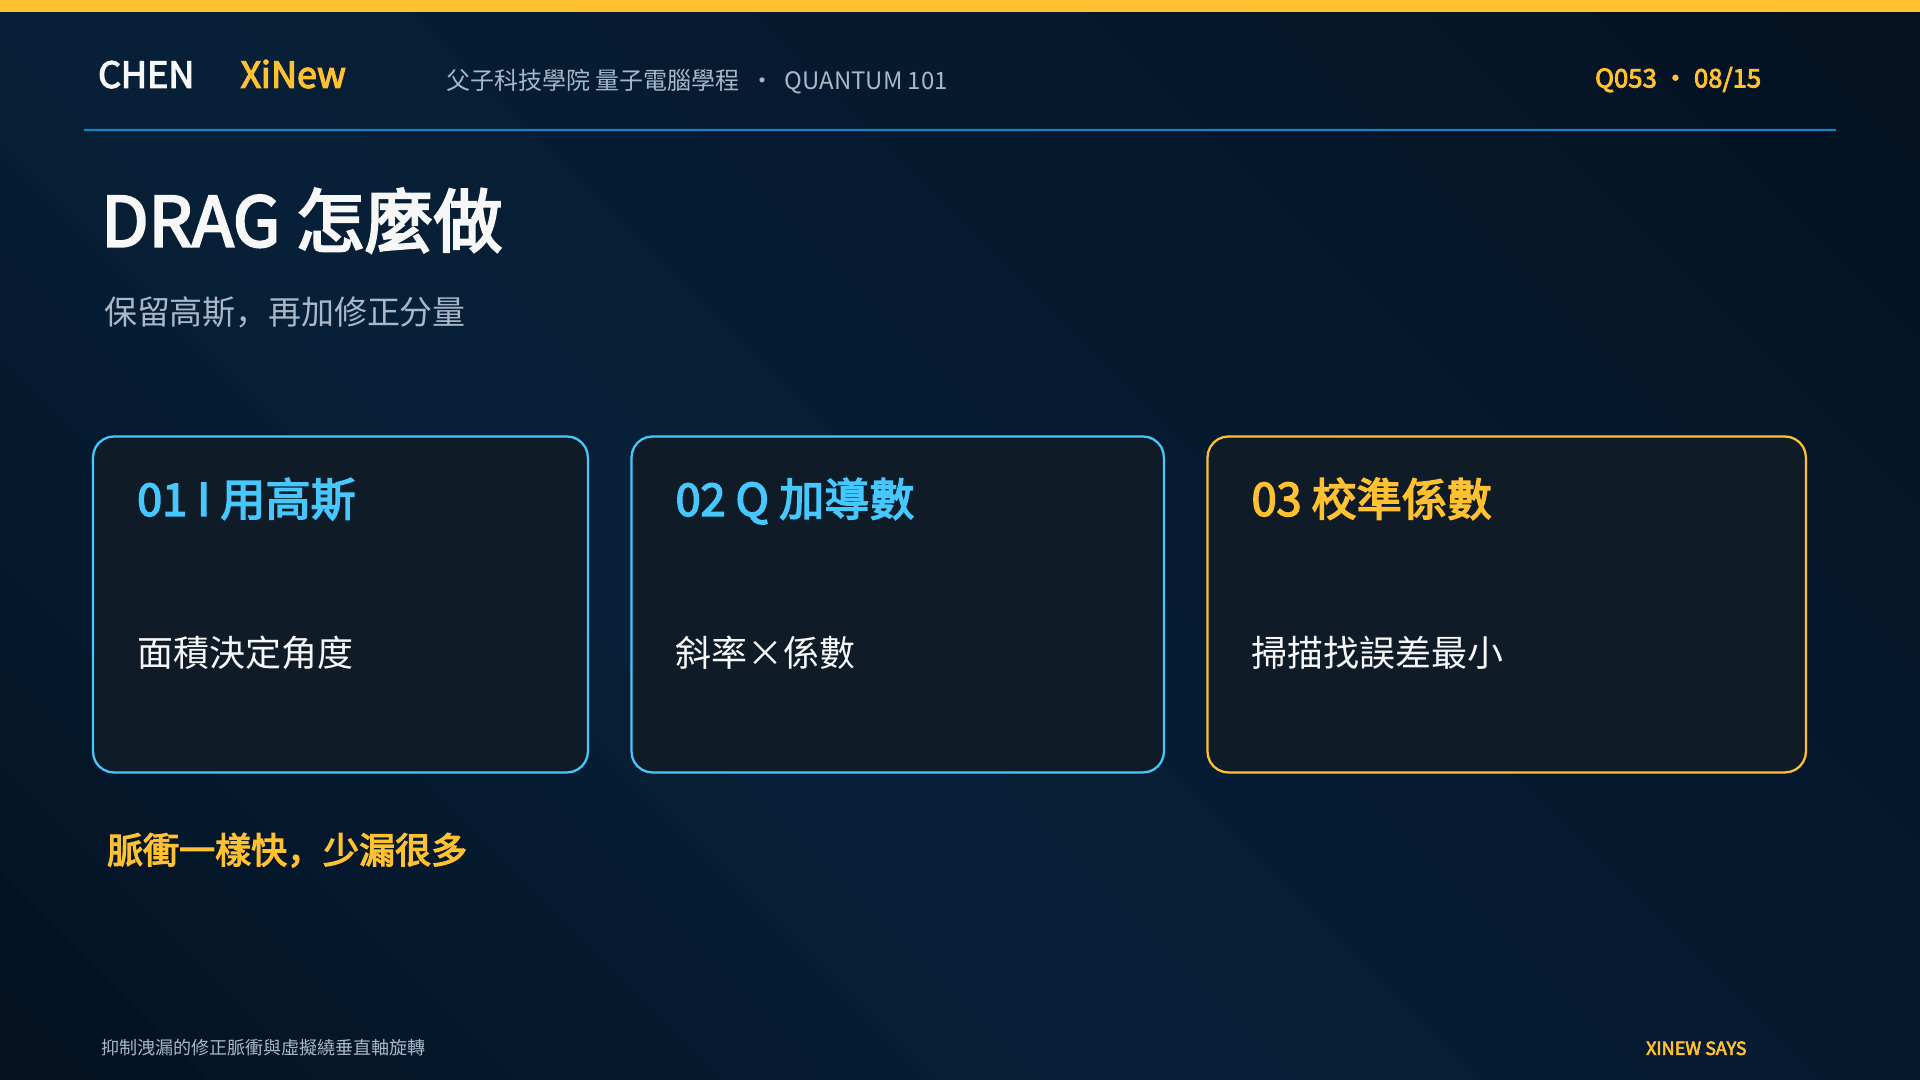 CHEN XiNew 父子科技學院 量子電腦學程 • QUANTUM 101 Q053 • 08/15
DRAG 怎麼做
保留高斯，再加修正分量
01 I 用高斯
面積決定角度
02 Q 加導數
斜率×係數
03 校準係數
掃描找誤差最小
脈衝一樣快，少漏很多
抑制洩漏的修正脈衝與虛擬繞垂直軸旋轉
XINEW SAYS